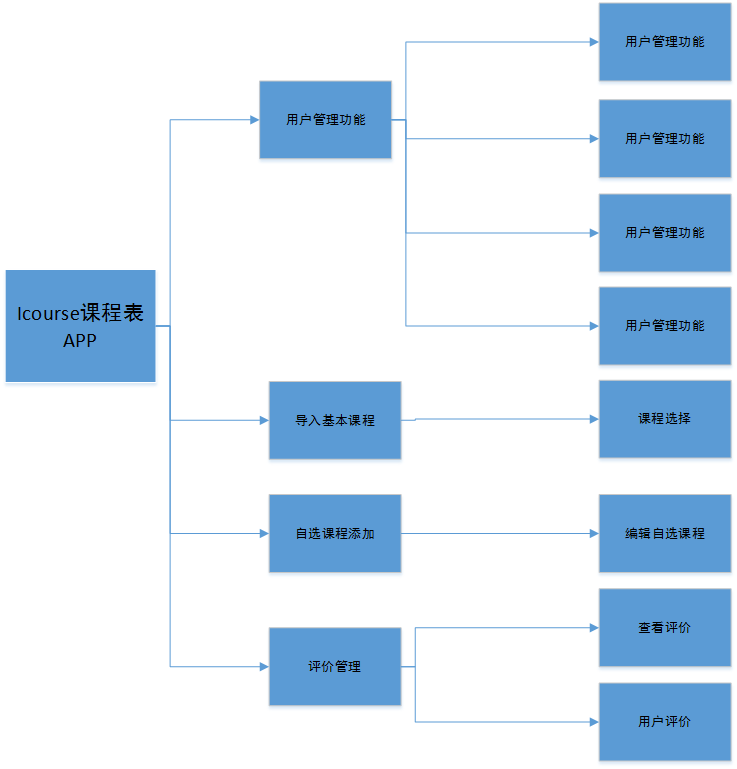 Icourse课程表
APP
用户管理功能
用户管理功能
用户管理功能
用户管理功能
用户管理功能
导入基本课程
课程选择
自选课程添加
编辑自选课程
评价管理
查看评价
用户评价